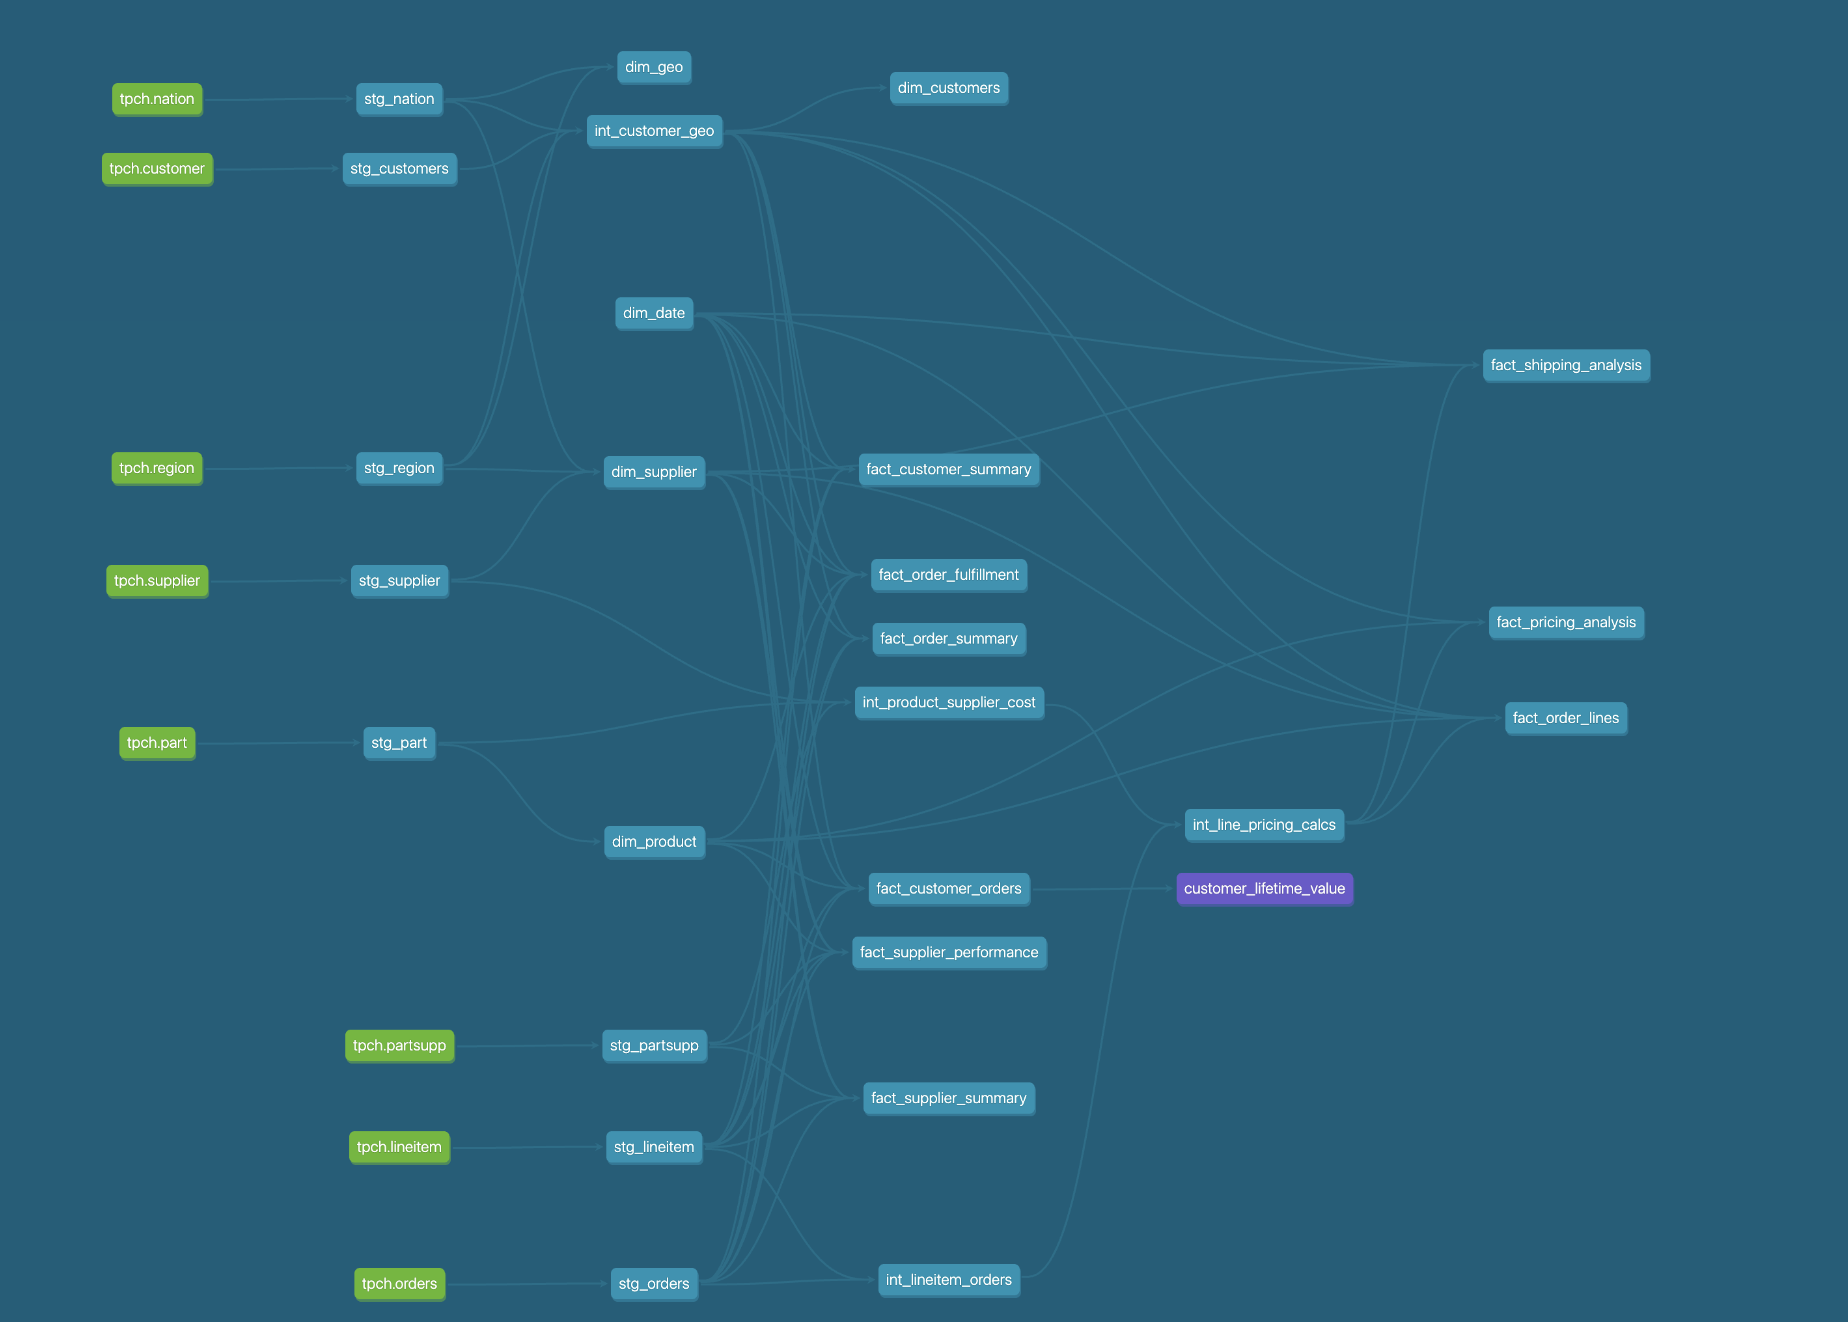 tpch.nation
tpch.customer
tpch.region
tpch.supplier
tpch.part
stg_nation
stg_customers
stg_region
stg_supplier
stg_part
tpch.partsupp
tpch.lineitem
tpch.orders
dim_geo
int_customer_geo
dim_date
dim_supplier
dim_product
stg_partsupp
stg_lineitem
stg_orders
dim_customers
fact_customer_summary
fact_order_fulfillment
fact_order_summary
int_product_supplier_cost
fact_customer_orders
fact_supplier_performance
fact_supplier_summary
int_lineitem_orders
int_line_pricing_calcs
customer_lifetime_value
fact_shipping_analysis
fact_pricing_analysis
fact_order_lines